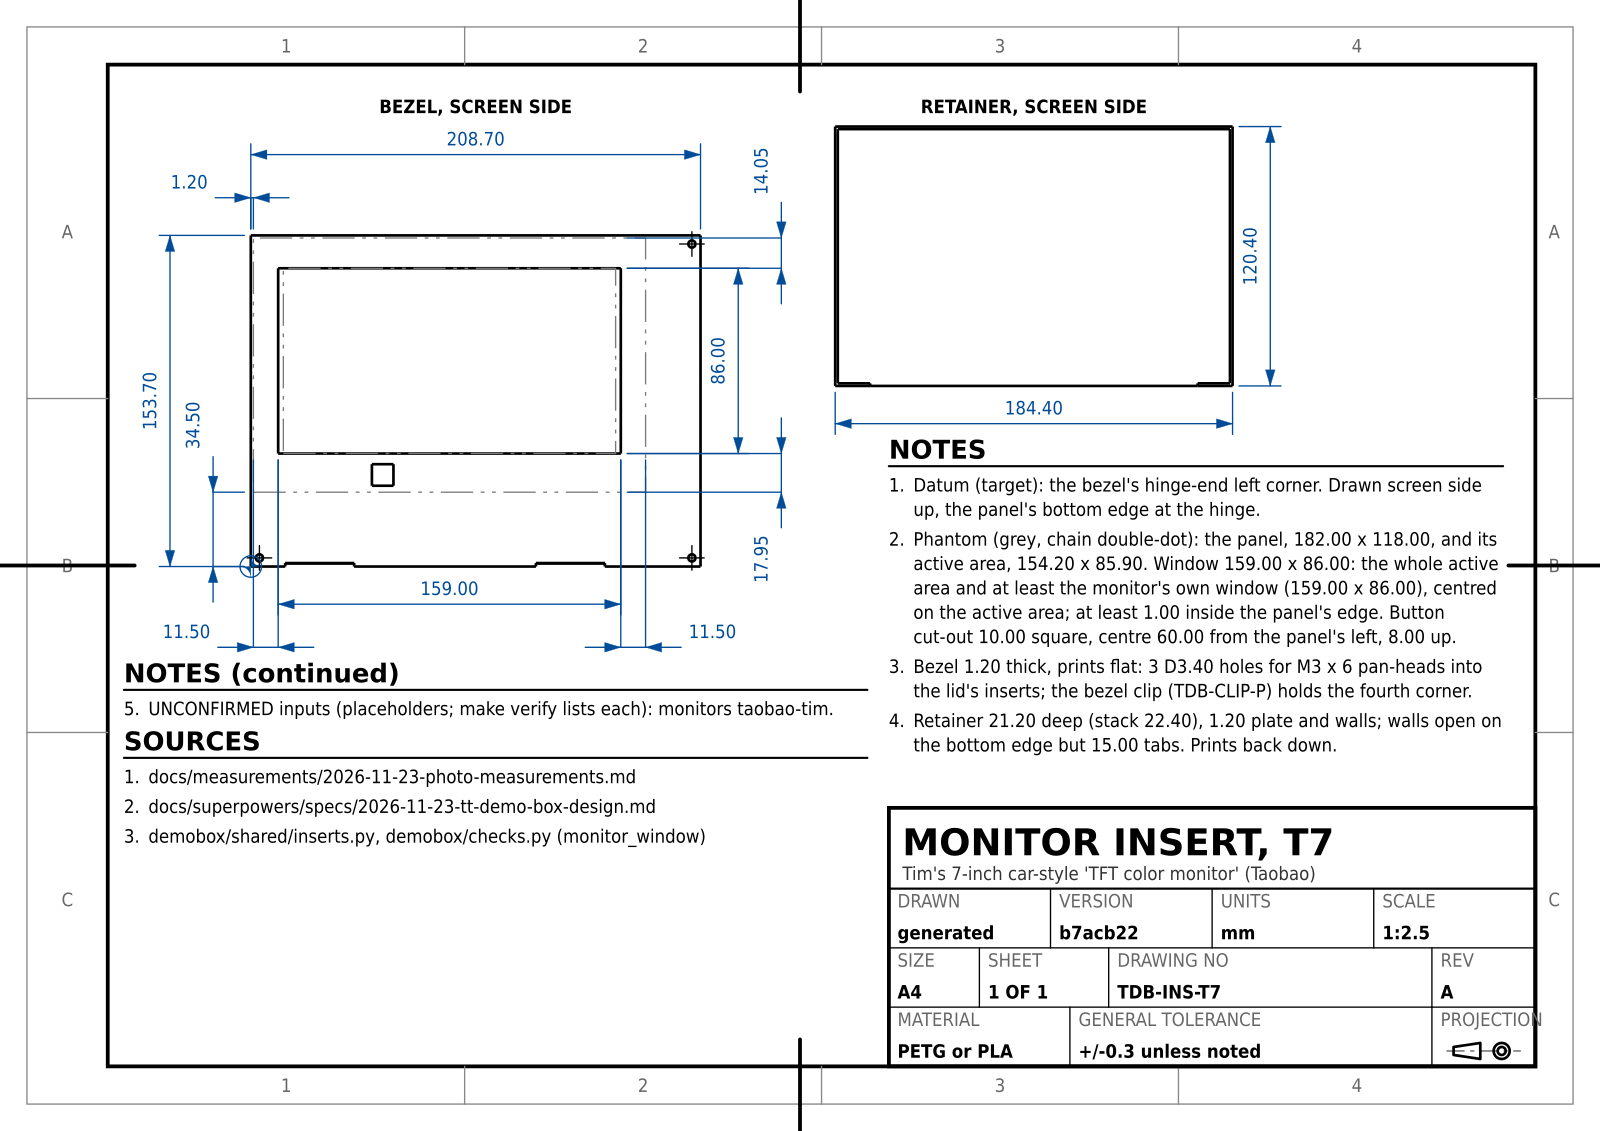 1 2 3 4
BEZEL, SCREEN SIDE
RETAINER, SCREEN SIDE
208.70
14.05
1.20
A
A
120.40
86.00
153.70
34.50
184.40
NOTES
1. Datum (target): the bezel's hinge-end left corner. Drawn screen side
up, the panel's bottom edge at the hinge.
2. Phantom (grey, chain double-dot): the panel, 182.00 x 118.00, and its
active area, 154.20 x 85.90. Window 159.00 x 86.00: the whole active
area and at least the monitor's own window (159.00 x 86.00), centred
on the active area; at least 1.00 inside the panel's edge. Button
cut-out 10.00 square, centre 60.00 from the panel's left, 8.00 up.
3. Bezel 1.20 thick, prints flat: 3 D3.40 holes for M3 x 6 pan-heads into
the lid's inserts; the bezel clip (TDB-CLIP-P) holds the fourth corner.
4. Retainer 21.20 deep (stack 22.40), 1.20 plate and walls; walls open on
the bottom edge but 15.00 tabs. Prints back down.
B
B
17.95
159.00
11.50
11.50
NOTES (continued)
5. UNCONFIRMED inputs (placeholders; make verify lists each): monitors taobao-tim.
SOURCES
1. docs/measurements/2026-11-23-photo-measurements.md
2. docs/superpowers/specs/2026-11-23-tt-demo-box-design.md
3. demobox/shared/inserts.py, demobox/checks.py (monitor_window)
C
C
MONITOR INSERT, T7
Tim's 7-inch car-style 'TFT color monitor' (Taobao)
DRAWN VERSION UNITS SCALE
generated b7acb22 mm 1:2.5
SIZE SHEET DRAWING NO REV
A4 1 OF 1 TDB-INS-T7 A
MATERIAL GENERAL TOLERANCE PROJECTION
PETG or PLA +/-0.3 unless noted
1 2 3 4